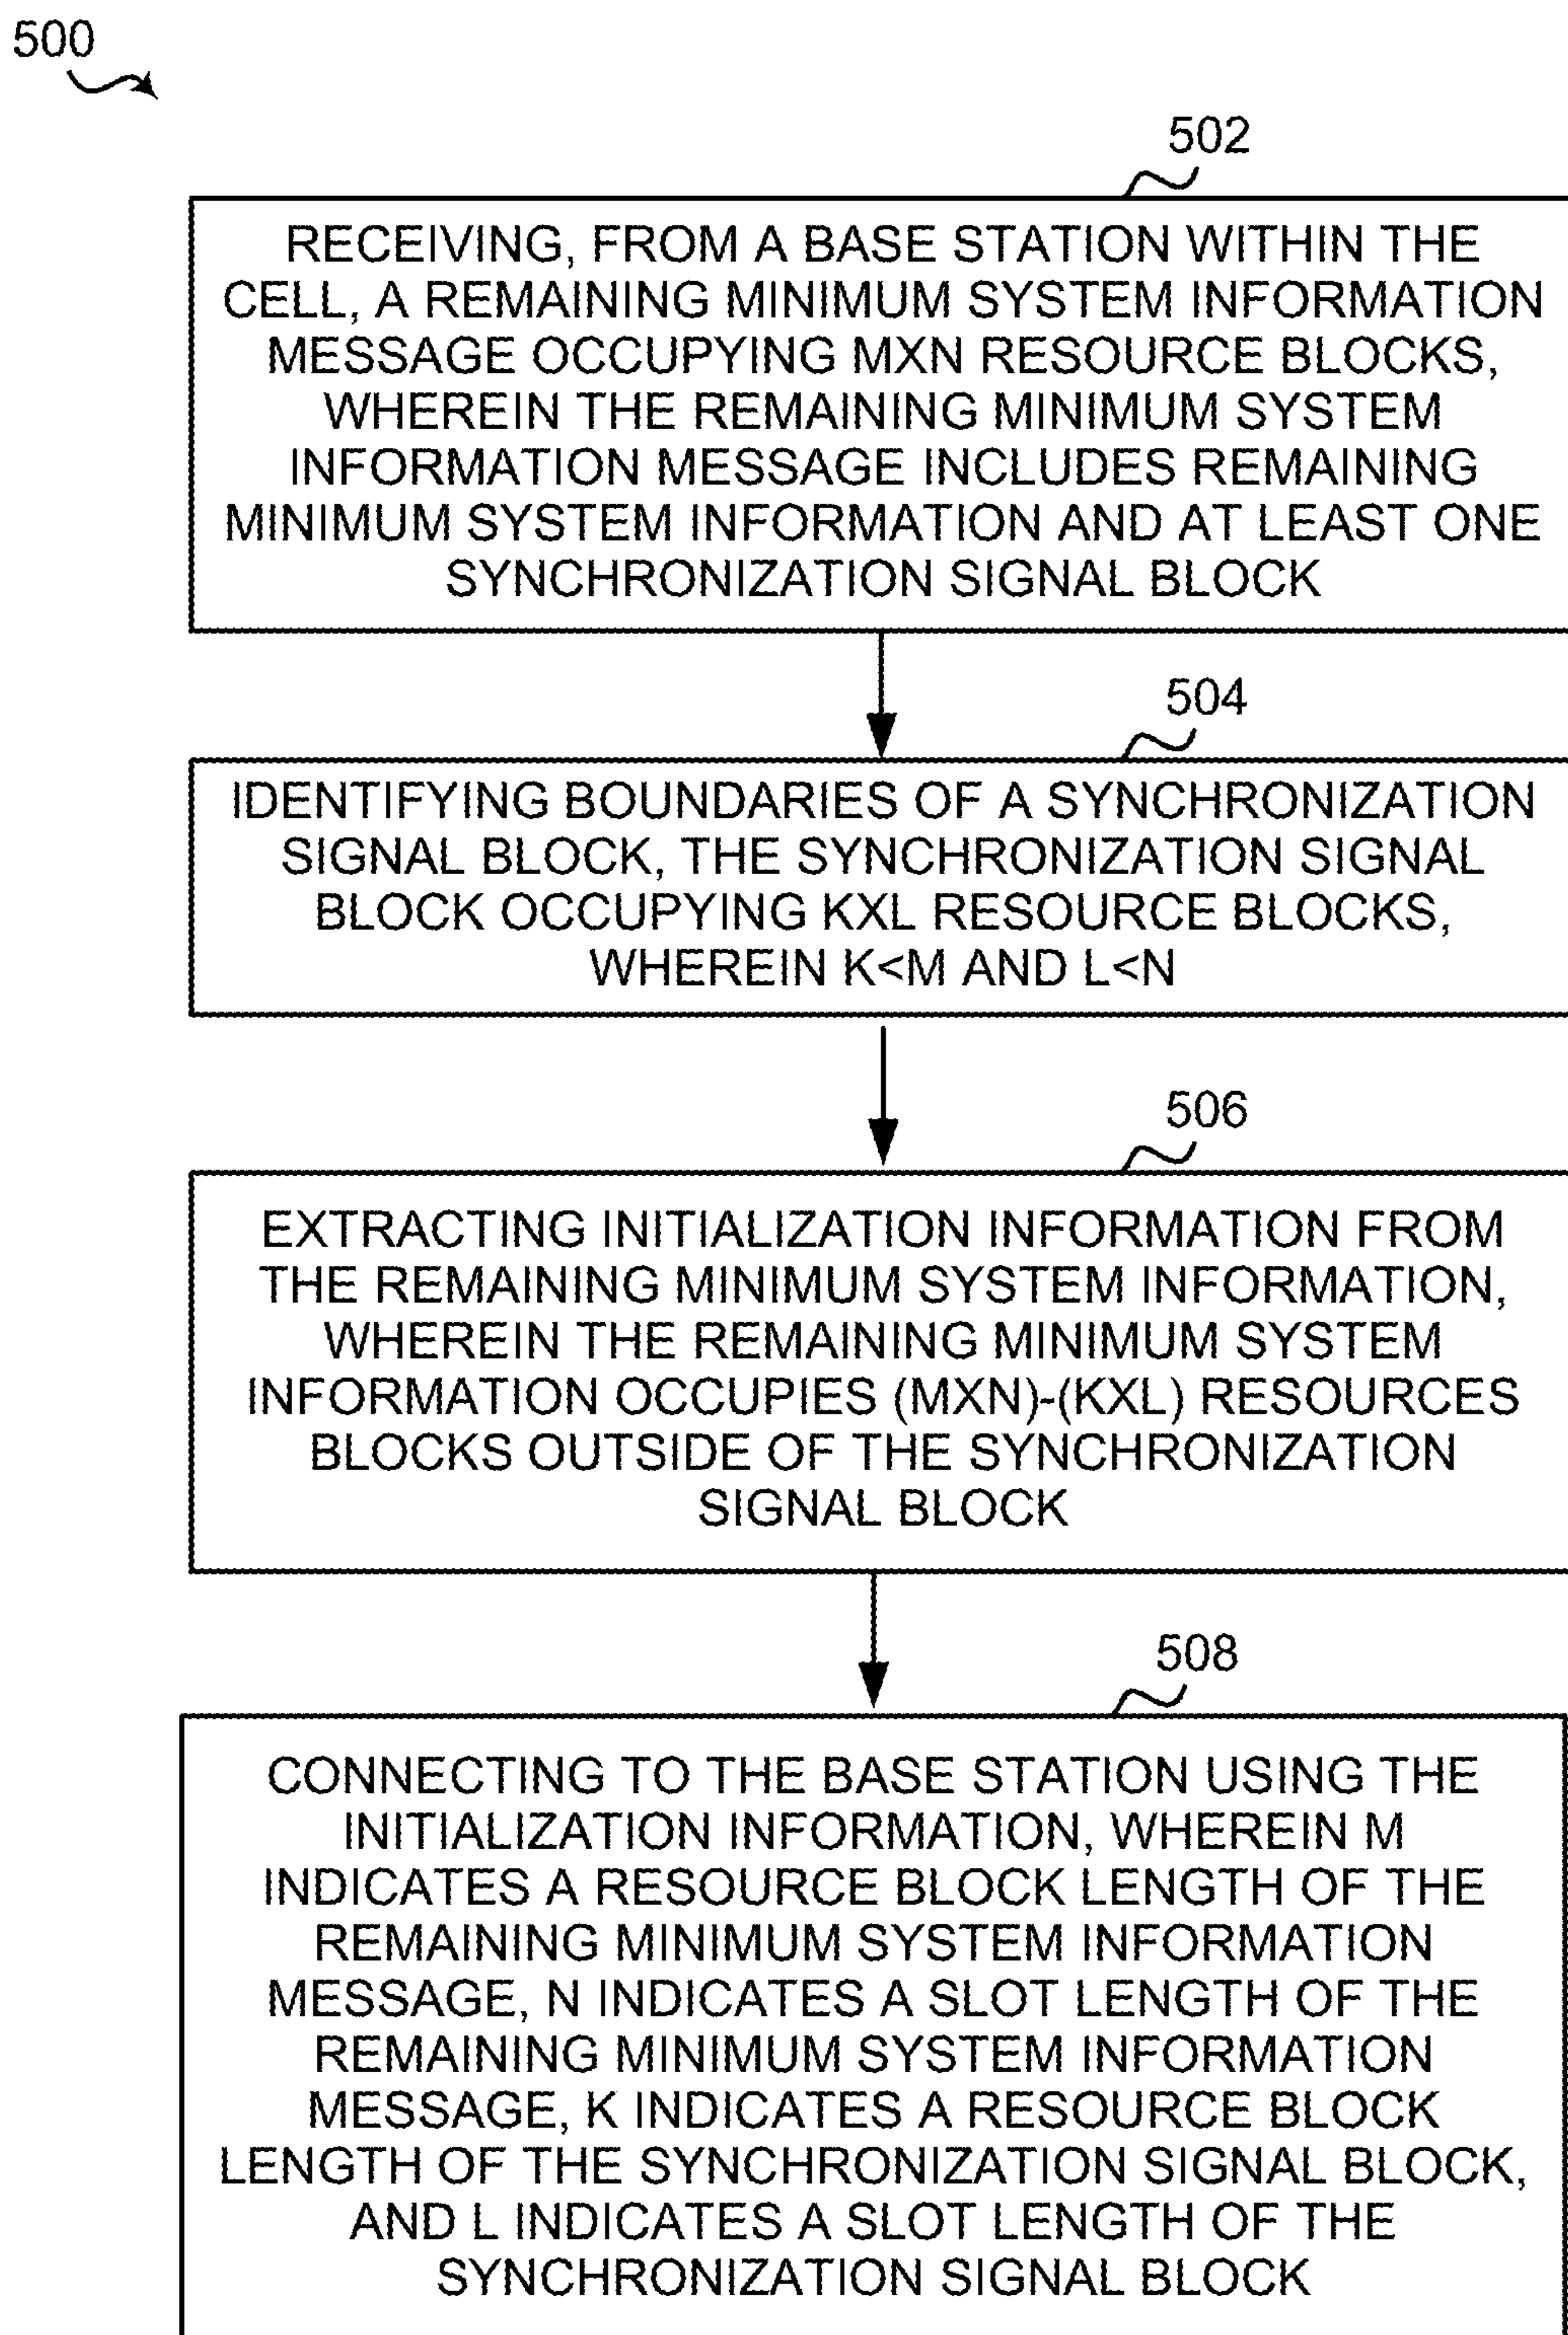 500
502
RECEIVING, FROM A BASE STATION WITHIN THE
CELL, A REMAINING MINIMUM SYSTEM INFORMATION
MESSAGE OCCUPYING MXN RESOURCE BLOCKS,
WHEREIN THE REMAINING MINIMUM SYSTEM
INFORMATION MESSAGE INCLUDES REMAINING
MINIMUM SYSTEM INFORMATION AND AT LEAST ONE
SYNCHRONIZATION SIGNAL BLOCK
504
IDENTIFYING BOUNDARIES OF A SYNCHRONIZATION
SIGNAL BLOCK, THE SYNCHRONIZATION SIGNAL
BLOCK OCCUPYING KXL RESOURCE BLOCKS,
WHEREIN K<M AND L<N
506
EXTRACTING INITIALIZATION INFORMATION FROM
THE REMAINING MINIMUM SYSTEM INFORMATION,
WHEREIN THE REMAINING MINIMUM SYSTEM
INFORMATION OCCUPIES (MXN)-(KXL) RESOURCES
BLOCKS OUTSIDE OF THE SYNCHRONIZATION
SIGNAL BLOCK
508
CONNECTING TO THE BASE STATION USING THE
INITIALIZATION INFORMATION, WHEREIN M
INDICATES A RESOURCE BLOCK LENGTH OF THE
REMAINING MINIMUM SYSTEM INFORMATION
MESSAGE, N INDICATES A SLOT LENGTH OF THE
REMAINING MINIMUM SYSTEM INFORMATION
MESSAGE, K INDICATES A RESOURCE BLOCK
LENGTH OF THE SYNCHRONIZATION SIGNAL BLOCK,
AND L INDICATES A SLOT LENGTH OF THE
SYNCHRONIZATION SIGNAL BLOCK